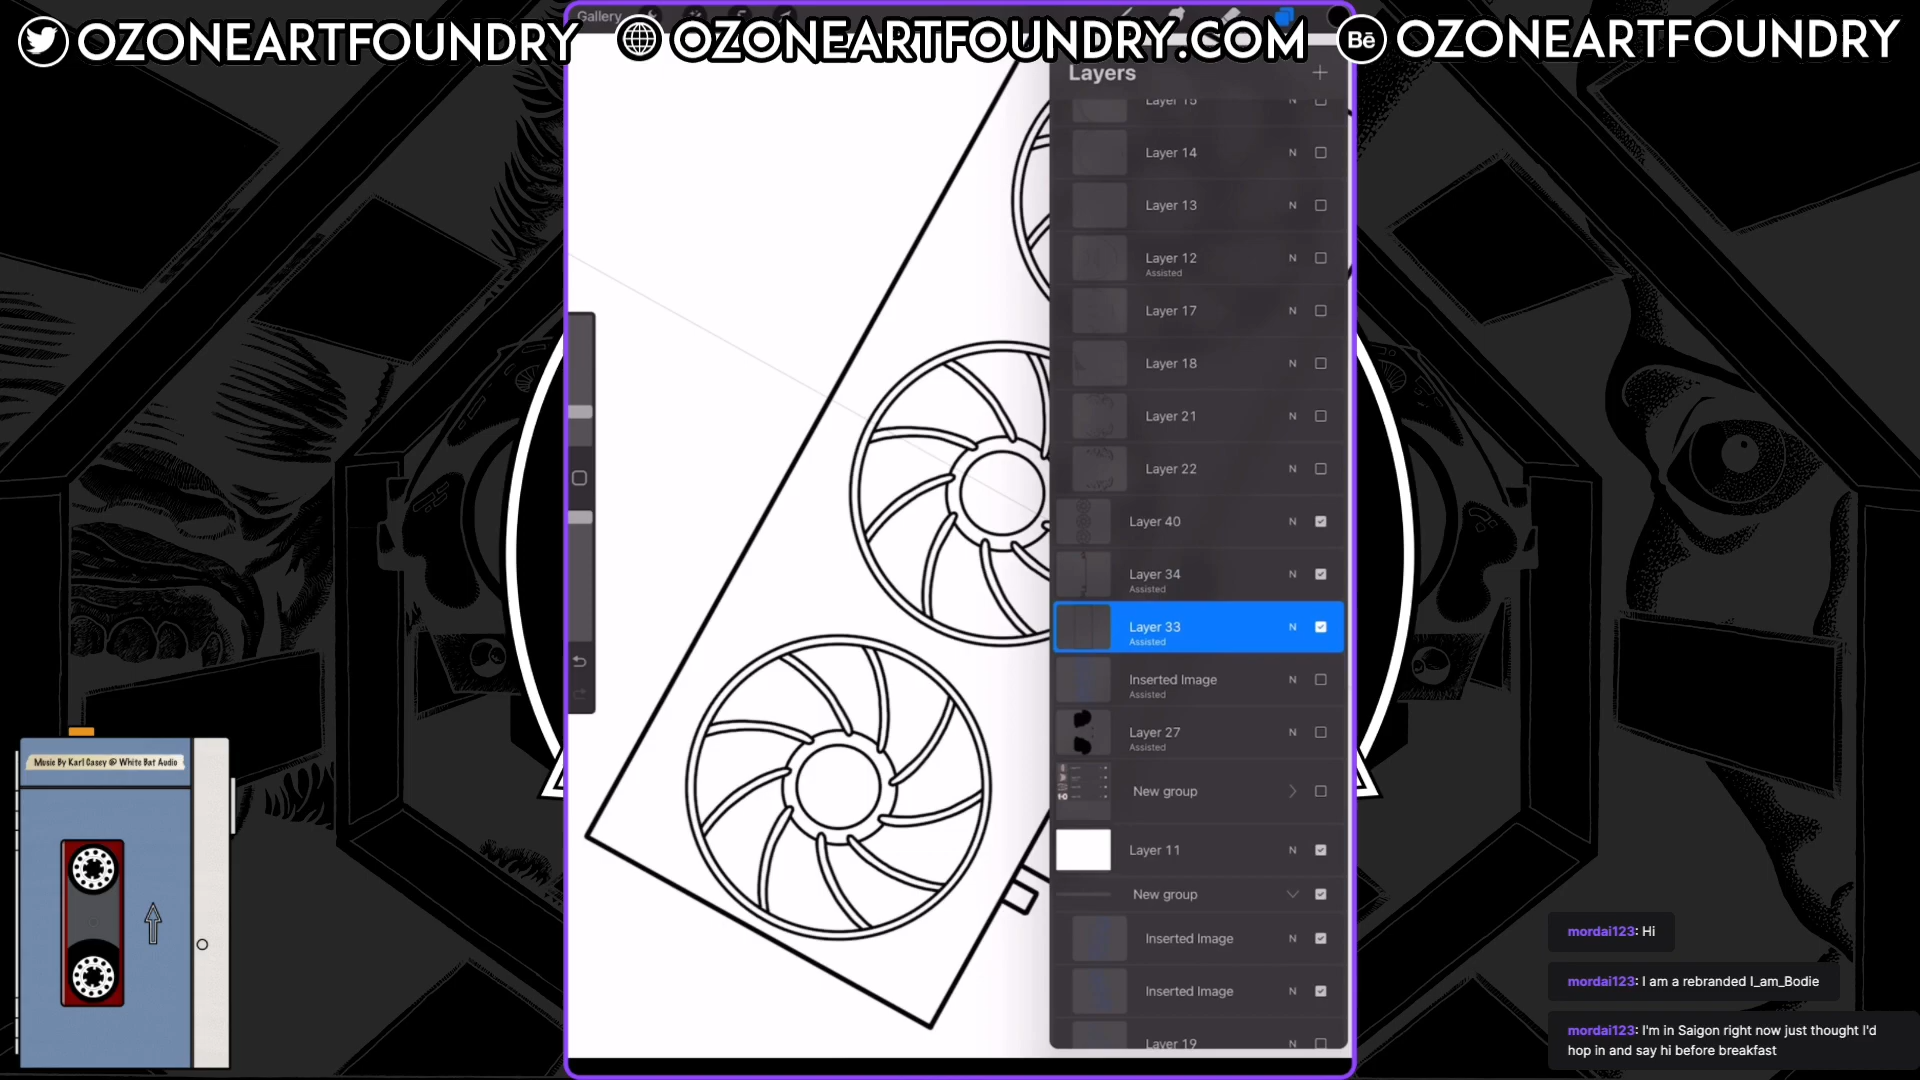 OZONEARTFOUNDRY
OZONEARTFOUNDRY.COM
Bē OZONEARTFOUNDRY
Gallery
Layers
Layer 15 N
Layer 14 N
Layer 13 N
Layer 12 N
Assisted
Layer 17 N
Layer 18 N
Layer 21 N
Layer 22 N
Layer 40 N
Layer 34 N
Assisted
Layer 33 N
Assisted
Inserted Image N
Assisted
Layer 27 N
Assisted
New group
Layer 11 N
New group
Inserted Image N
Inserted Image N
Layer 19 N
Music By Karl Casey @ White Bat Audio
mordai123: Hi
mordai123: I am a rebranded I_am_Bodie
mordai123: I'm in Saigon right now just thought I'd
hop in and say hi before breakfast